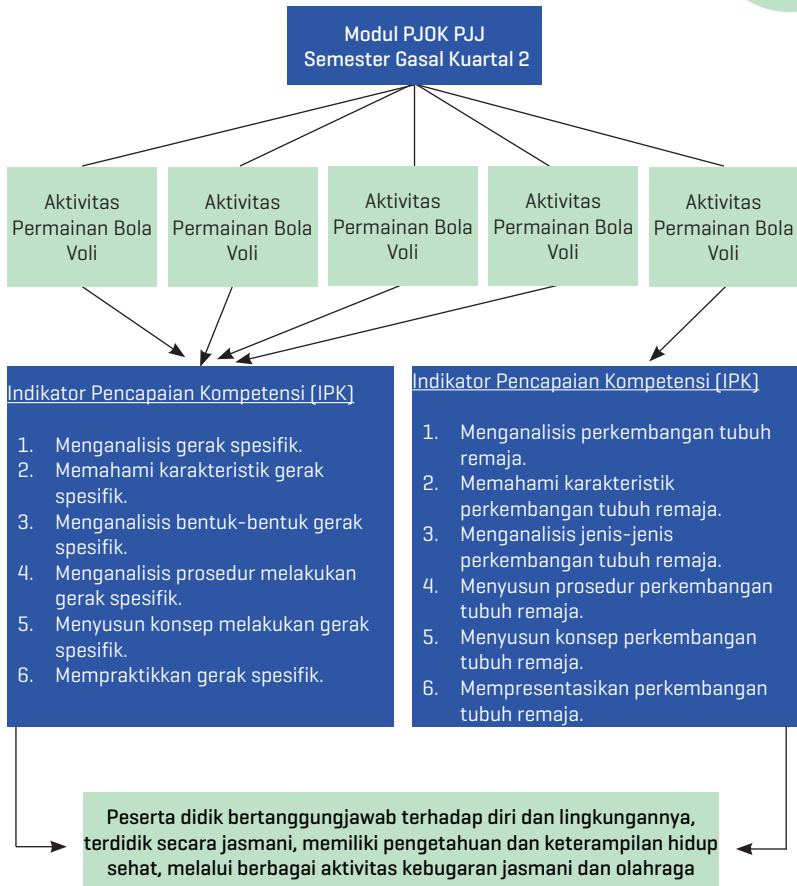 Modul PJOK PJJ
Semester Gasal Kuartal 2
Aktivitas
Permainan Bola
Voli
Aktivitas
Permainan Bola
Voli
Aktivitas
Permainan Bola
Voli
Aktivitas
Permainan Bola
Voli
Aktivitas
Permainan Bola
Voli
Indikator Pencapaian Kompetensi (IPK)
1. Menganalisis gerak spesifik.
2. Memahami karakteristik gerak
spesifik.
3. Menganalisis bentuk-bentuk gerak
spesifik.
4. Menganalisis prosedur melakukan
gerak spesifik.
5. Menyusun konsep melakukan gerak
spesifik.
6. Mempraktikkan gerak spesifik.
Indikator Pencapaian Kompetensi (IPK)
1. Menganalisis perkembangan tubuh
remaja.
2. Memahami karakteristik
perkembangan tubuh remaja.
3. Menganalisis jenis-jenis
perkembangan tubuh remaja.
4. Menyusun prosedur perkembangan
tubuh remaja.
5. Menyusun konsep perkembangan
tubuh remaja.
6. Mempresentasikan perkembangan
tubuh remaja.
Peserta didik bertanggungjawab terhadap diri dan lingkungannya,
terdidik secara jasmani, memiliki pengetahuan dan keterampilan hidup
sehat, melalui berbagai aktivitas kebugaran jasmani dan olahraga